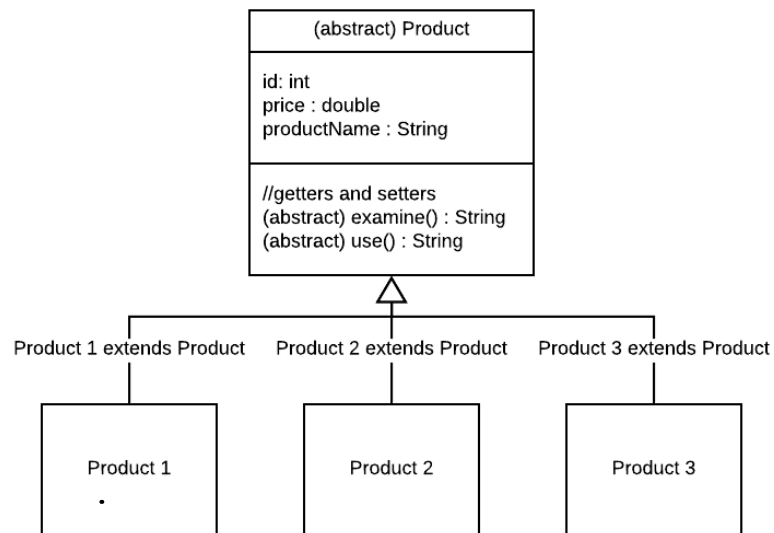 (abstract) Product
id: int
price : double
productName : String
//getters and setters
(abstract) examine() : String
(abstract) use() : String
Product 1 extends Product
Product 2 extends Product
Product 3 extends Product
Product 1
Product 2
Product 3